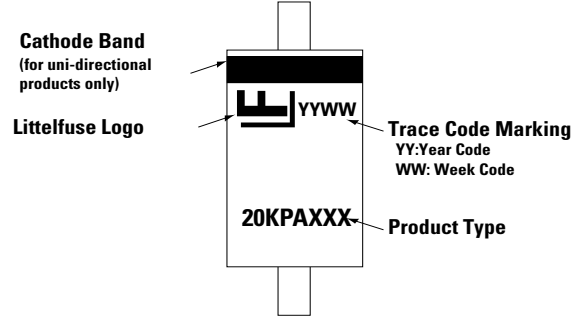 Cathode Band
(for uni-directional
products only)
Littelfuse Logo
YYWW
Trace Code Marking
YY:Year Code
WW: Week Code
20KPAXXX
Product Type